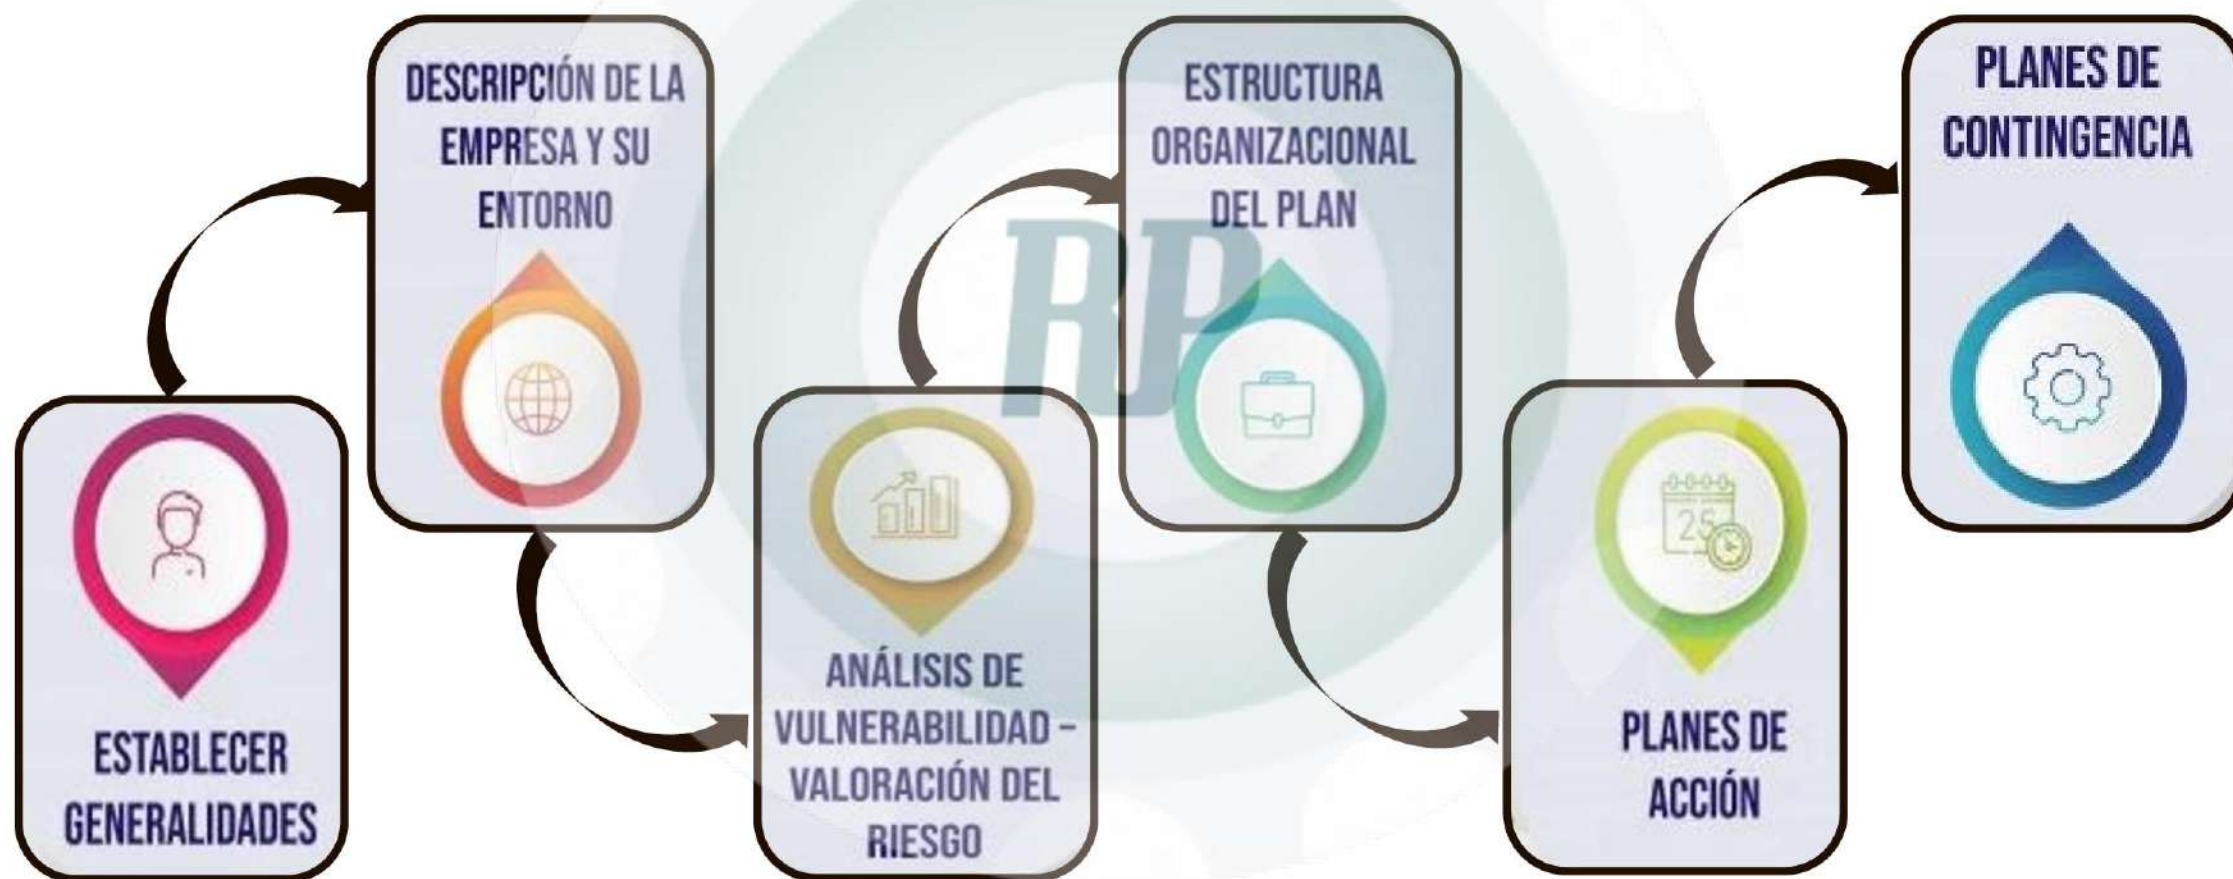 ESTABLECER
GENERALIDADES
DESCRIPCIÓN DE LA
EMPRESA Y SU
ENTORNO
ANÁLISIS DE
VULNERABILIDAD –
VALORACIÓN DEL
RIESGO
ESTRUCTURA
ORGANIZACIONAL
DEL PLAN
RP
25
PLANES DE
ACCIÓN
PLANES DE
CONTINGENCIA